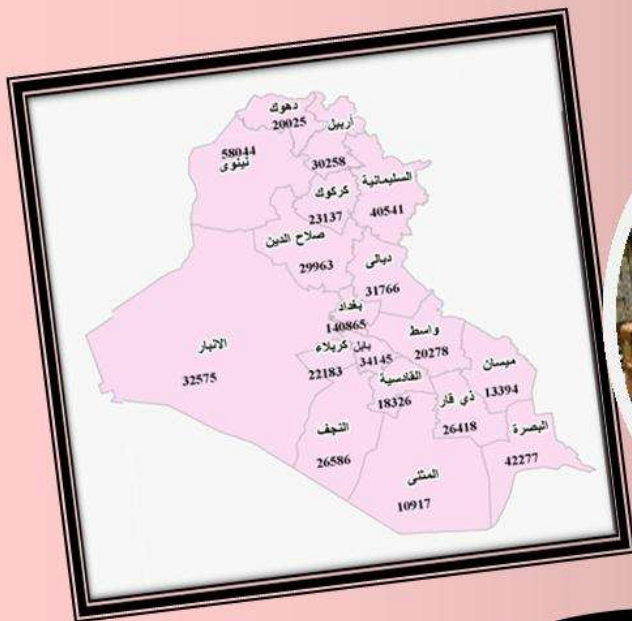 دهوك
20025
أربيل
30258
58044
نينوى
السليمانية
40541
كركوك
23137
صلاح الدين
29963
ديالى
31766
بغداد
140865
الانبار
32575
كربلاء
22183
بابل
34145
واسط
20278
القادسية
18326
ميسان
13394
ذي قار
26418
النجف
26586
البصرة
42277
المثنى
10917